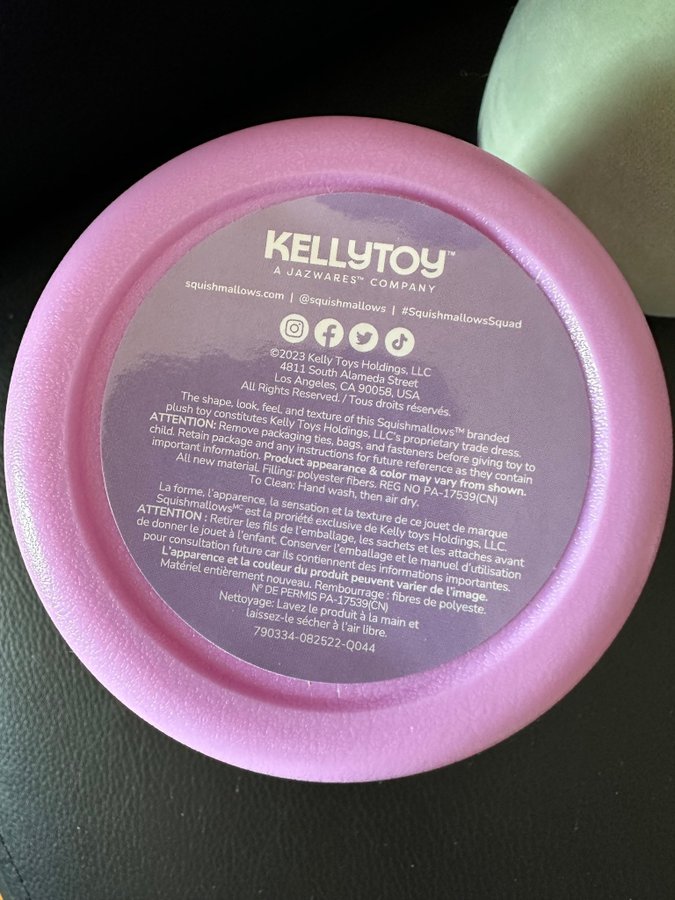 KELLYTOY™
A JAZWARES™ COMPANY
squishmallows.com | @squishmallows | #SquishmallowsSquad
©2023 Kelly Toys Holdings, LLC
4811 South Alameda Street
Los Angeles, CA 90058, USA
All Rights Reserved. / Tous droits réservés.
The shape, look, feel, and texture of this Squishmallows™ branded
plush toy constitutes Kelly Toys Holdings, LLC's proprietary trade dress.
ATTENTION: Remove packaging ties, bags, and fasteners before giving toy to
child. Retain package and any instructions for future reference as they contain
important information. Product appearance & color may vary from shown.
All new material. Filling: polyester fibers. REG NO PA-17539(CN)
To Clean: Hand wash, then air dry.
La forme, l'apparence, la sensation et la texture de ce jouet de marque
Squishmallowsᴹᶜ est la proriété exclusive de Kelly toys Holdings, LLC.
ATTENTION : Retirer les fils de l'emballage, les sachets et les attaches avant
de donner le jouet à l'enfant. Conserver l'emballage et le manuel d'utilisation
pour consultation future car ils contiennent des informations importantes.
L'apparence et la couleur du produit peuvent varier de l'image.
Matériel entièrement nouveau. Rembourrage : fibres de polyeste.
N° DE PERMIS PA-17539(CN)
Nettoyage: Lavez le produit à la main et
laissez-le sécher à l'air libre.
790334-082522-Q044